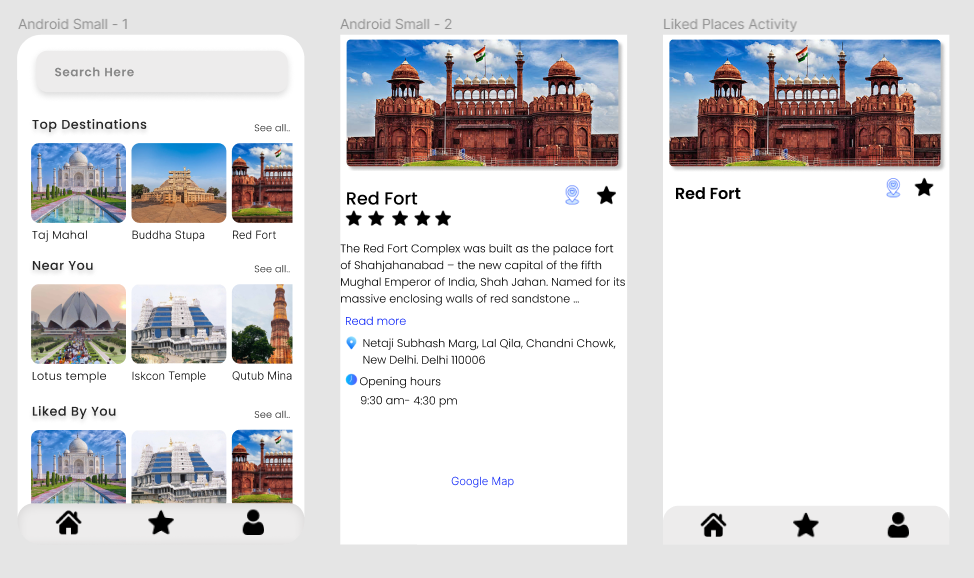 Android Small - 1
Search Here
Top Destinations
See all..
Taj Mahal
Buddha Stupa
Red Fort
Near You
See all..
Lotus temple
Iskcon Temple
Qutub Mina
Liked By You
See all..
Android Small - 2
Red Fort
The Red Fort Complex was built as the palace fort
of Shahjahanabad – the new capital of the fifth
Mughal Emperor of India, Shah Jahan. Named for its
massive enclosing walls of red sandstone ...
Read more
Netaji Subhash Marg, Lal Qila, Chandni Chowk,
New Delhi. Delhi 110006
Opening hours
9:30 am- 4:30 pm
Google Map
Liked Places Activity
Red Fort